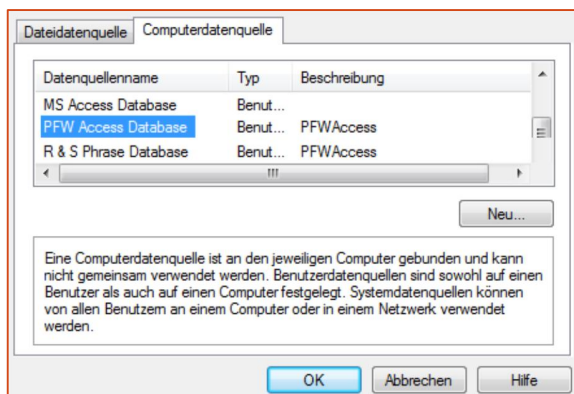 Dateidatenquelle Computerdatenquelle
Datenquellenname Typ Beschreibung
MS Access Database Benut...
PFW Access Database Benut... PFWAccess
R & S Phrase Database Benut... PFWAccess
Neu...
Eine Computerdatenquelle ist an den jeweiligen Computer gebunden und kann
nicht gemeinsam verwendet werden. Benutzerdatenquellen sind sowohl auf einen
Benutzer als auch auf einen Computer festgelegt. Systemdatenquellen können
von allen Benutzern an einem Computer oder in einem Netzwerk verwendet
werden.
OK Abbrechen Hilfe